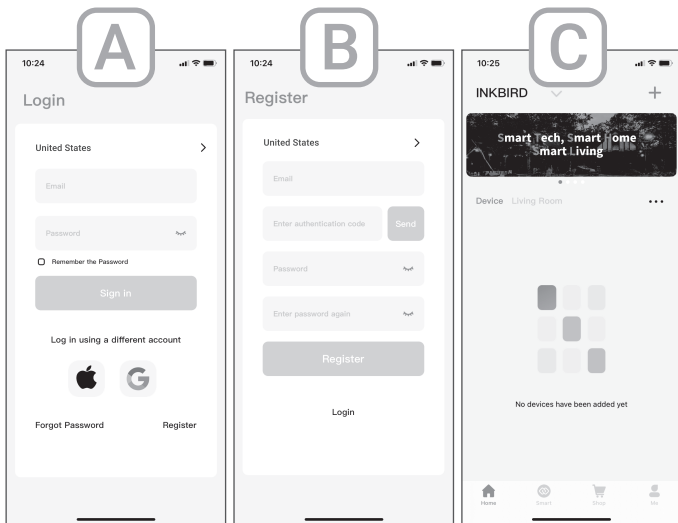 A
10:24
Login
United States
Email
Password
Remember the Password
Sign in
Log in using a different account
G
Forgot Password
Register
B
10:24
Register
United States
Email
Enter authentication code
Send
Password
Enter password again
Register
Login
C
10:25
INKBIRD
Smart Tech, Smart Home
Smart Living
Device
Living Room
No devices have been added yet
Home
Smart
Shop
Me